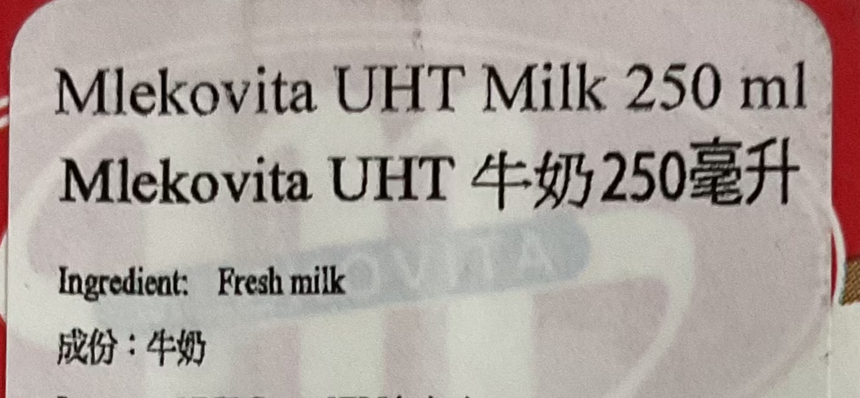 Mlekovita UHT Milk 250 ml
Mlekovita UHT 牛奶250毫升
Ingredient: Fresh milk
成份：牛奶